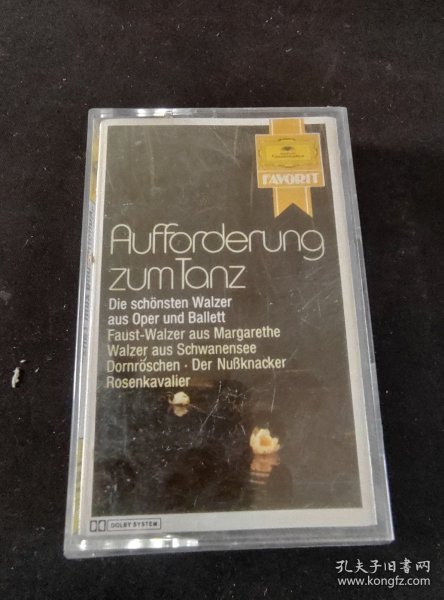 FAVORIT
Aufforderung
zum Tanz
Die schönsten Walzer
aus Oper und Ballett
Faust-Walzer aus Margarethe
Walzer aus Schwanensee
Dornröschen · Der Nußknacker
Rosenkavalier
DOLBY SYSTEM
孔夫子旧书网
www.kongfz.com